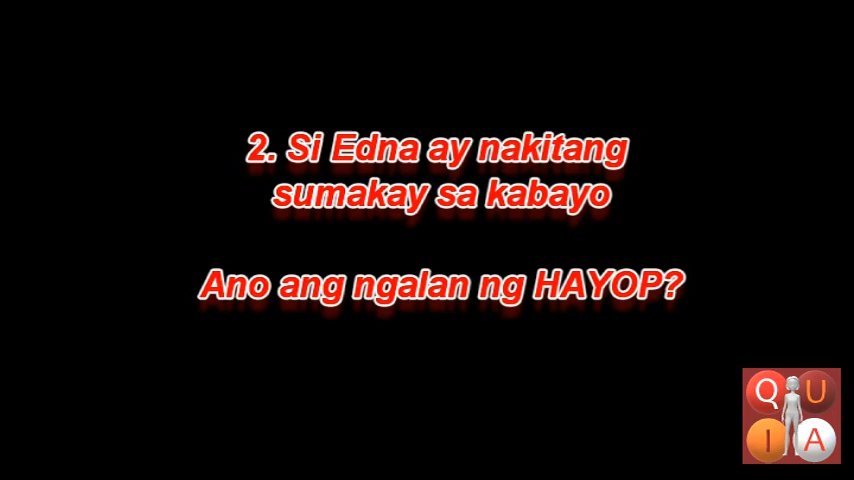 2. Si Edna ay nakitang
sumakay sa kabayo
Ano ang ngalan ng HAYOP?
Q U
I A